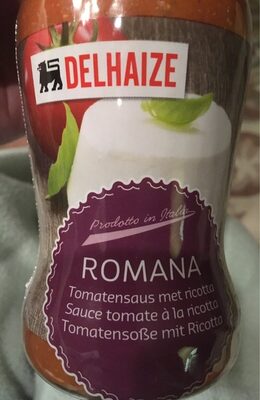 DELHAIZE
Prodotto in Italia
ROMANA
Tomatensaus met ricotta
Sauce tomate à la ricotta
Tomatensoße mit Ricotta